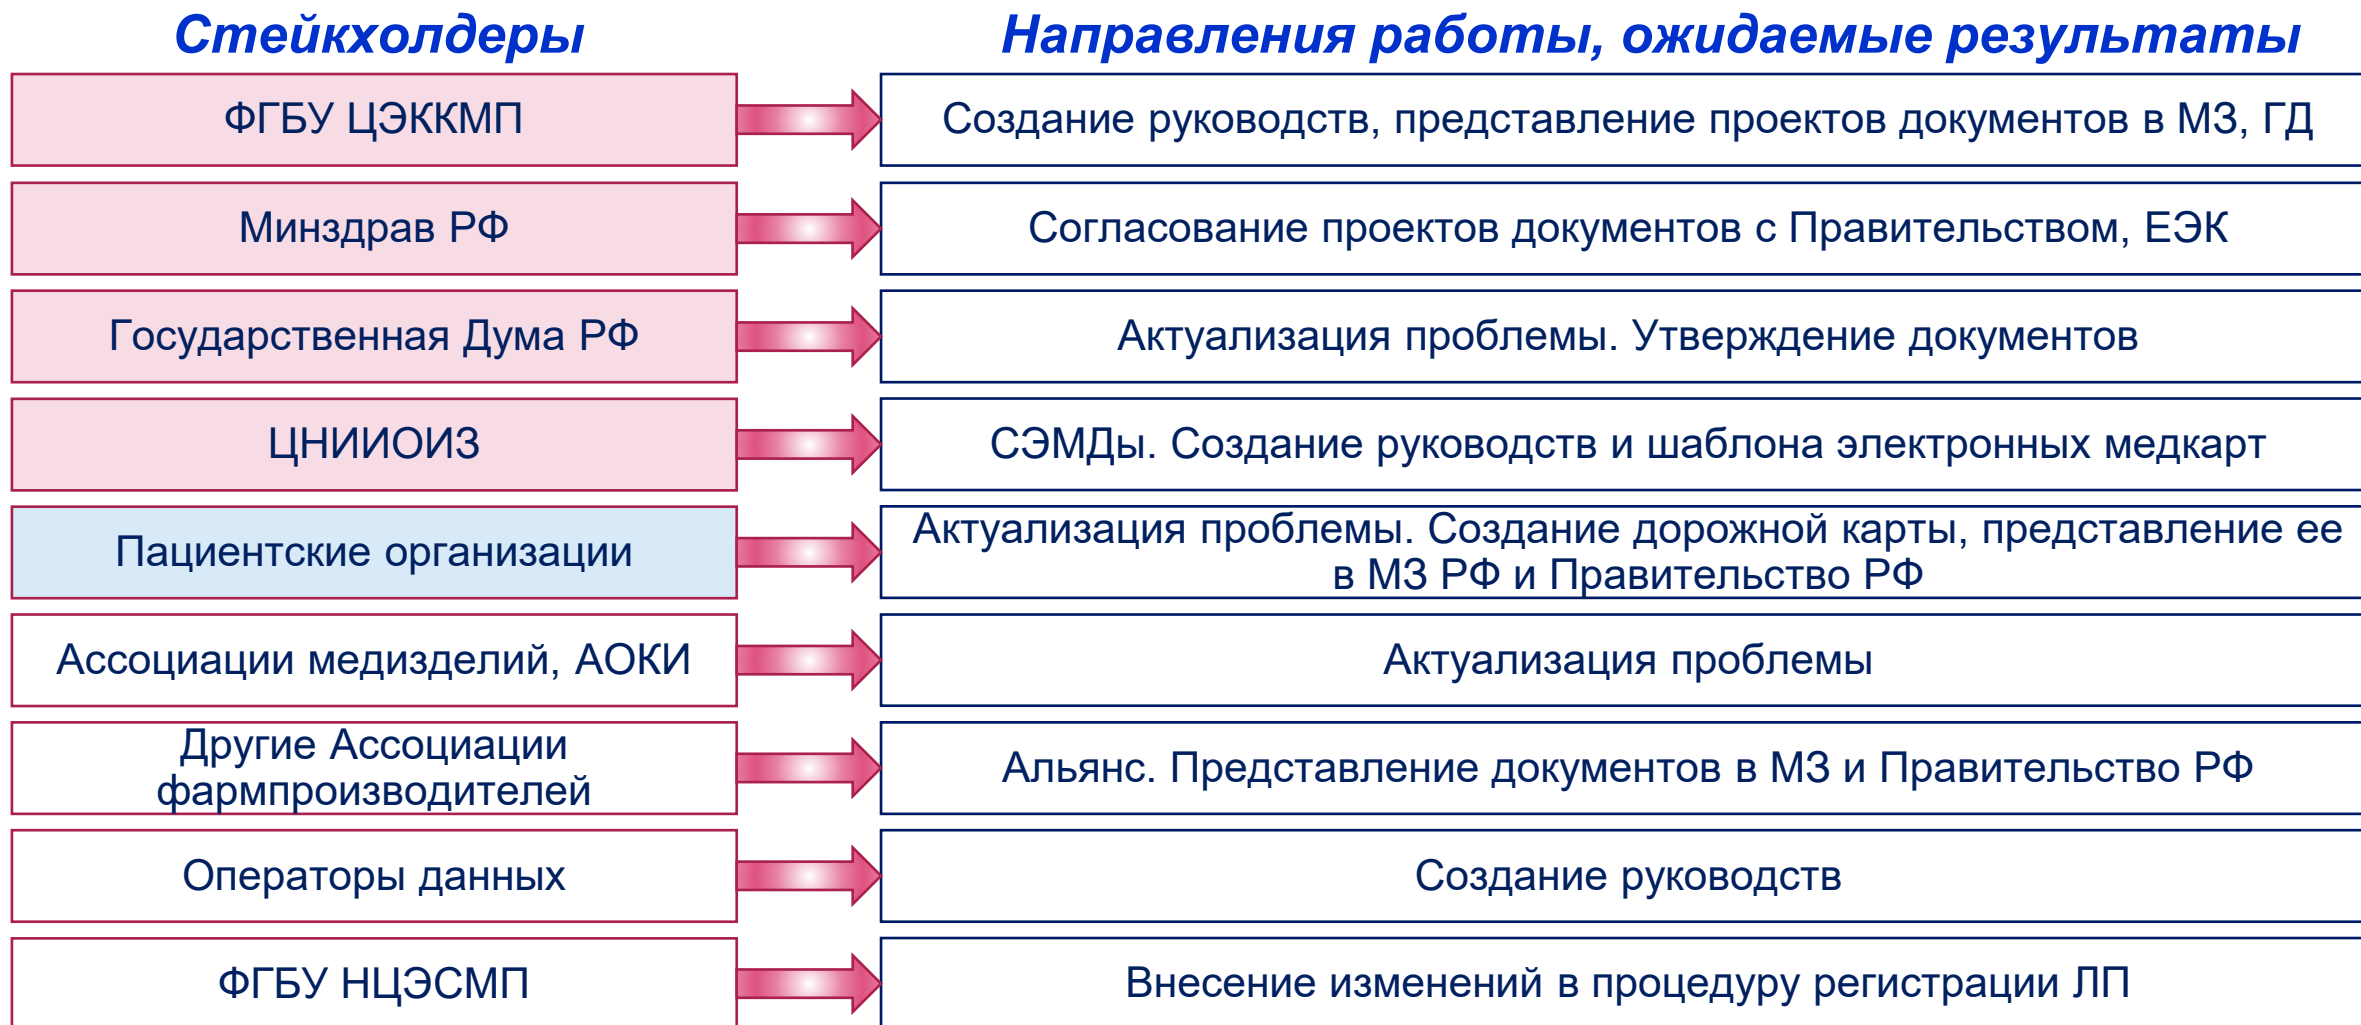 Стейкхолдеры
Направления работы, ожидаемые результаты
ФГБУ ЦЭККМП
Создание руководств, представление проектов документов в МЗ, ГД
Минздрав РФ
Согласование проектов документов с Правительством, ЕЭК
Государственная Дума РФ
Актуализация проблемы. Утверждение документов
ЦНИИОИЗ
СЭМДы. Создание руководств и шаблона электронных медкарт
Пациентские организации
Актуализация проблемы. Создание дорожной карты, представление ее
в МЗ РФ и Правительство РФ
Ассоциации медизделий, АОКИ
Актуализация проблемы
Другие Ассоциации
фармпроизводителей
Альянс. Представление документов в МЗ и Правительство РФ
Операторы данных
Создание руководств
ФГБУ НЦЭСМП
Внесение изменений в процедуру регистрации ЛП